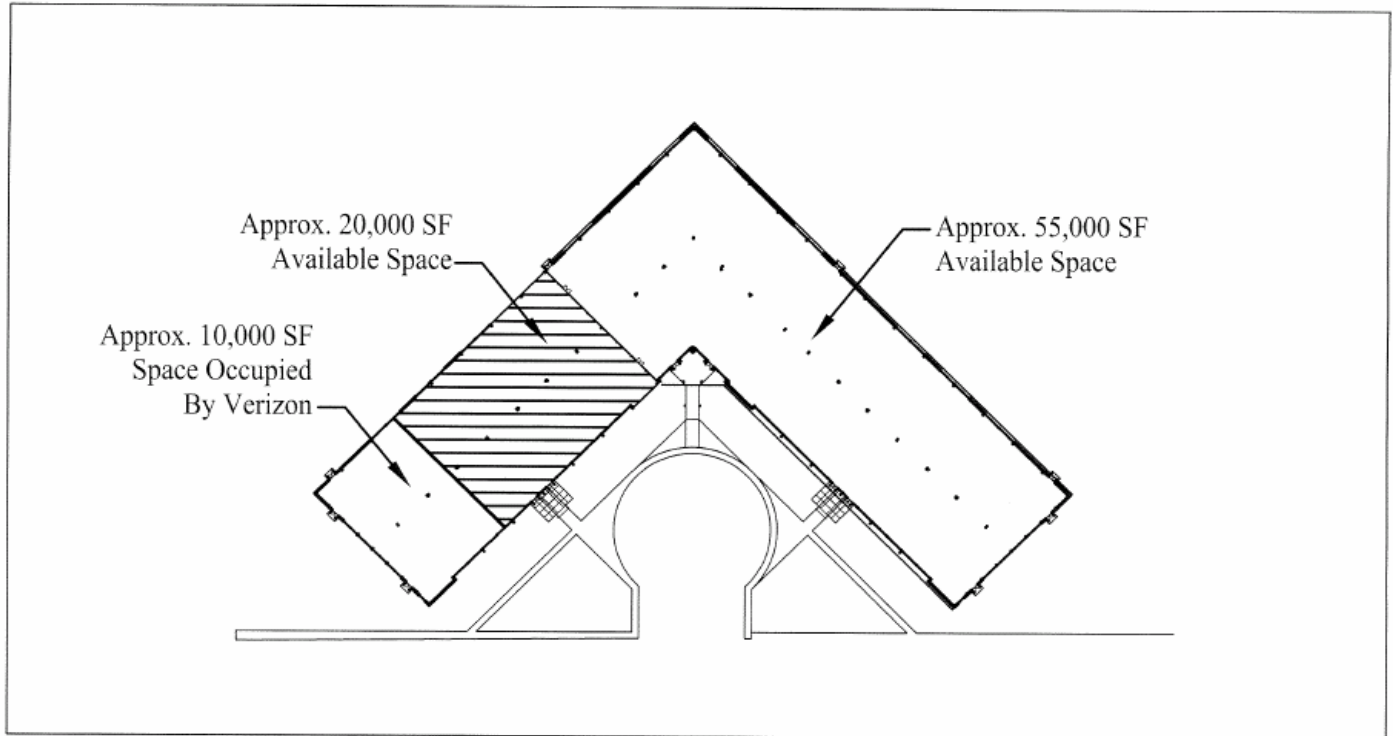 Approx. 20,000 SF
Available Space
Approx. 55,000 SF
Available Space
Approx. 10,000 SF
Space Occupied
By Verizon